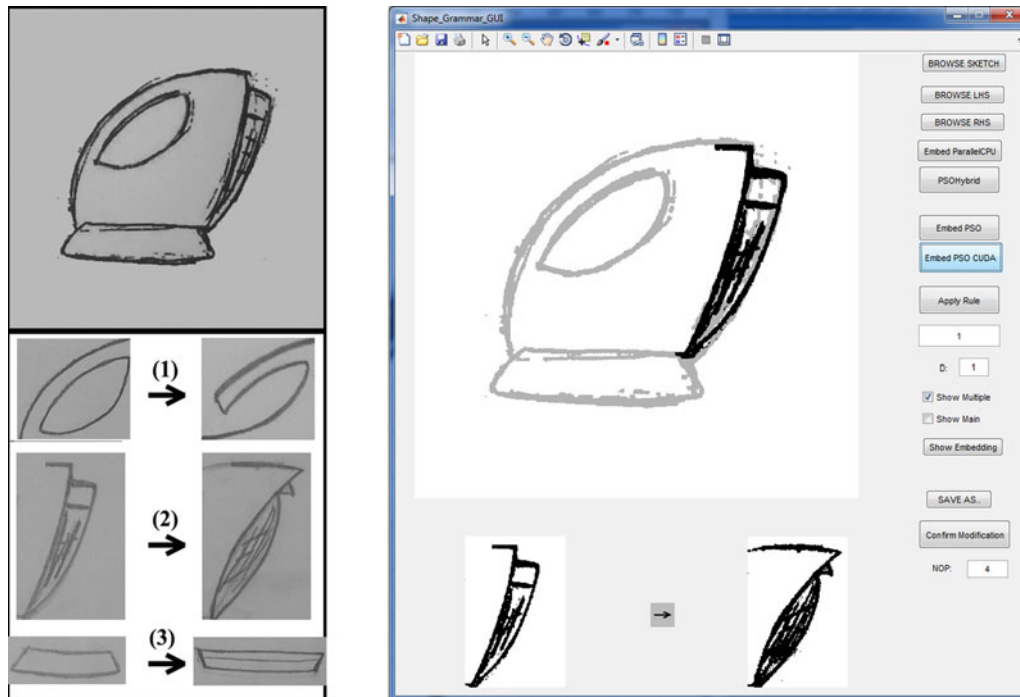 (1)
(2)
(3)
Shape_Grammar_GUI
BROWSE SKETCH
BROWSE LHS
BROWSE RHS
Embed ParallelCPU
PSOHybrid
Embed PSO
Embed PSO CUDA
Apply Rule
1
D: 1
Show Multiple
Show Main
Show Embedding
SAVE AS..
Confirm Modification
NOP: 4